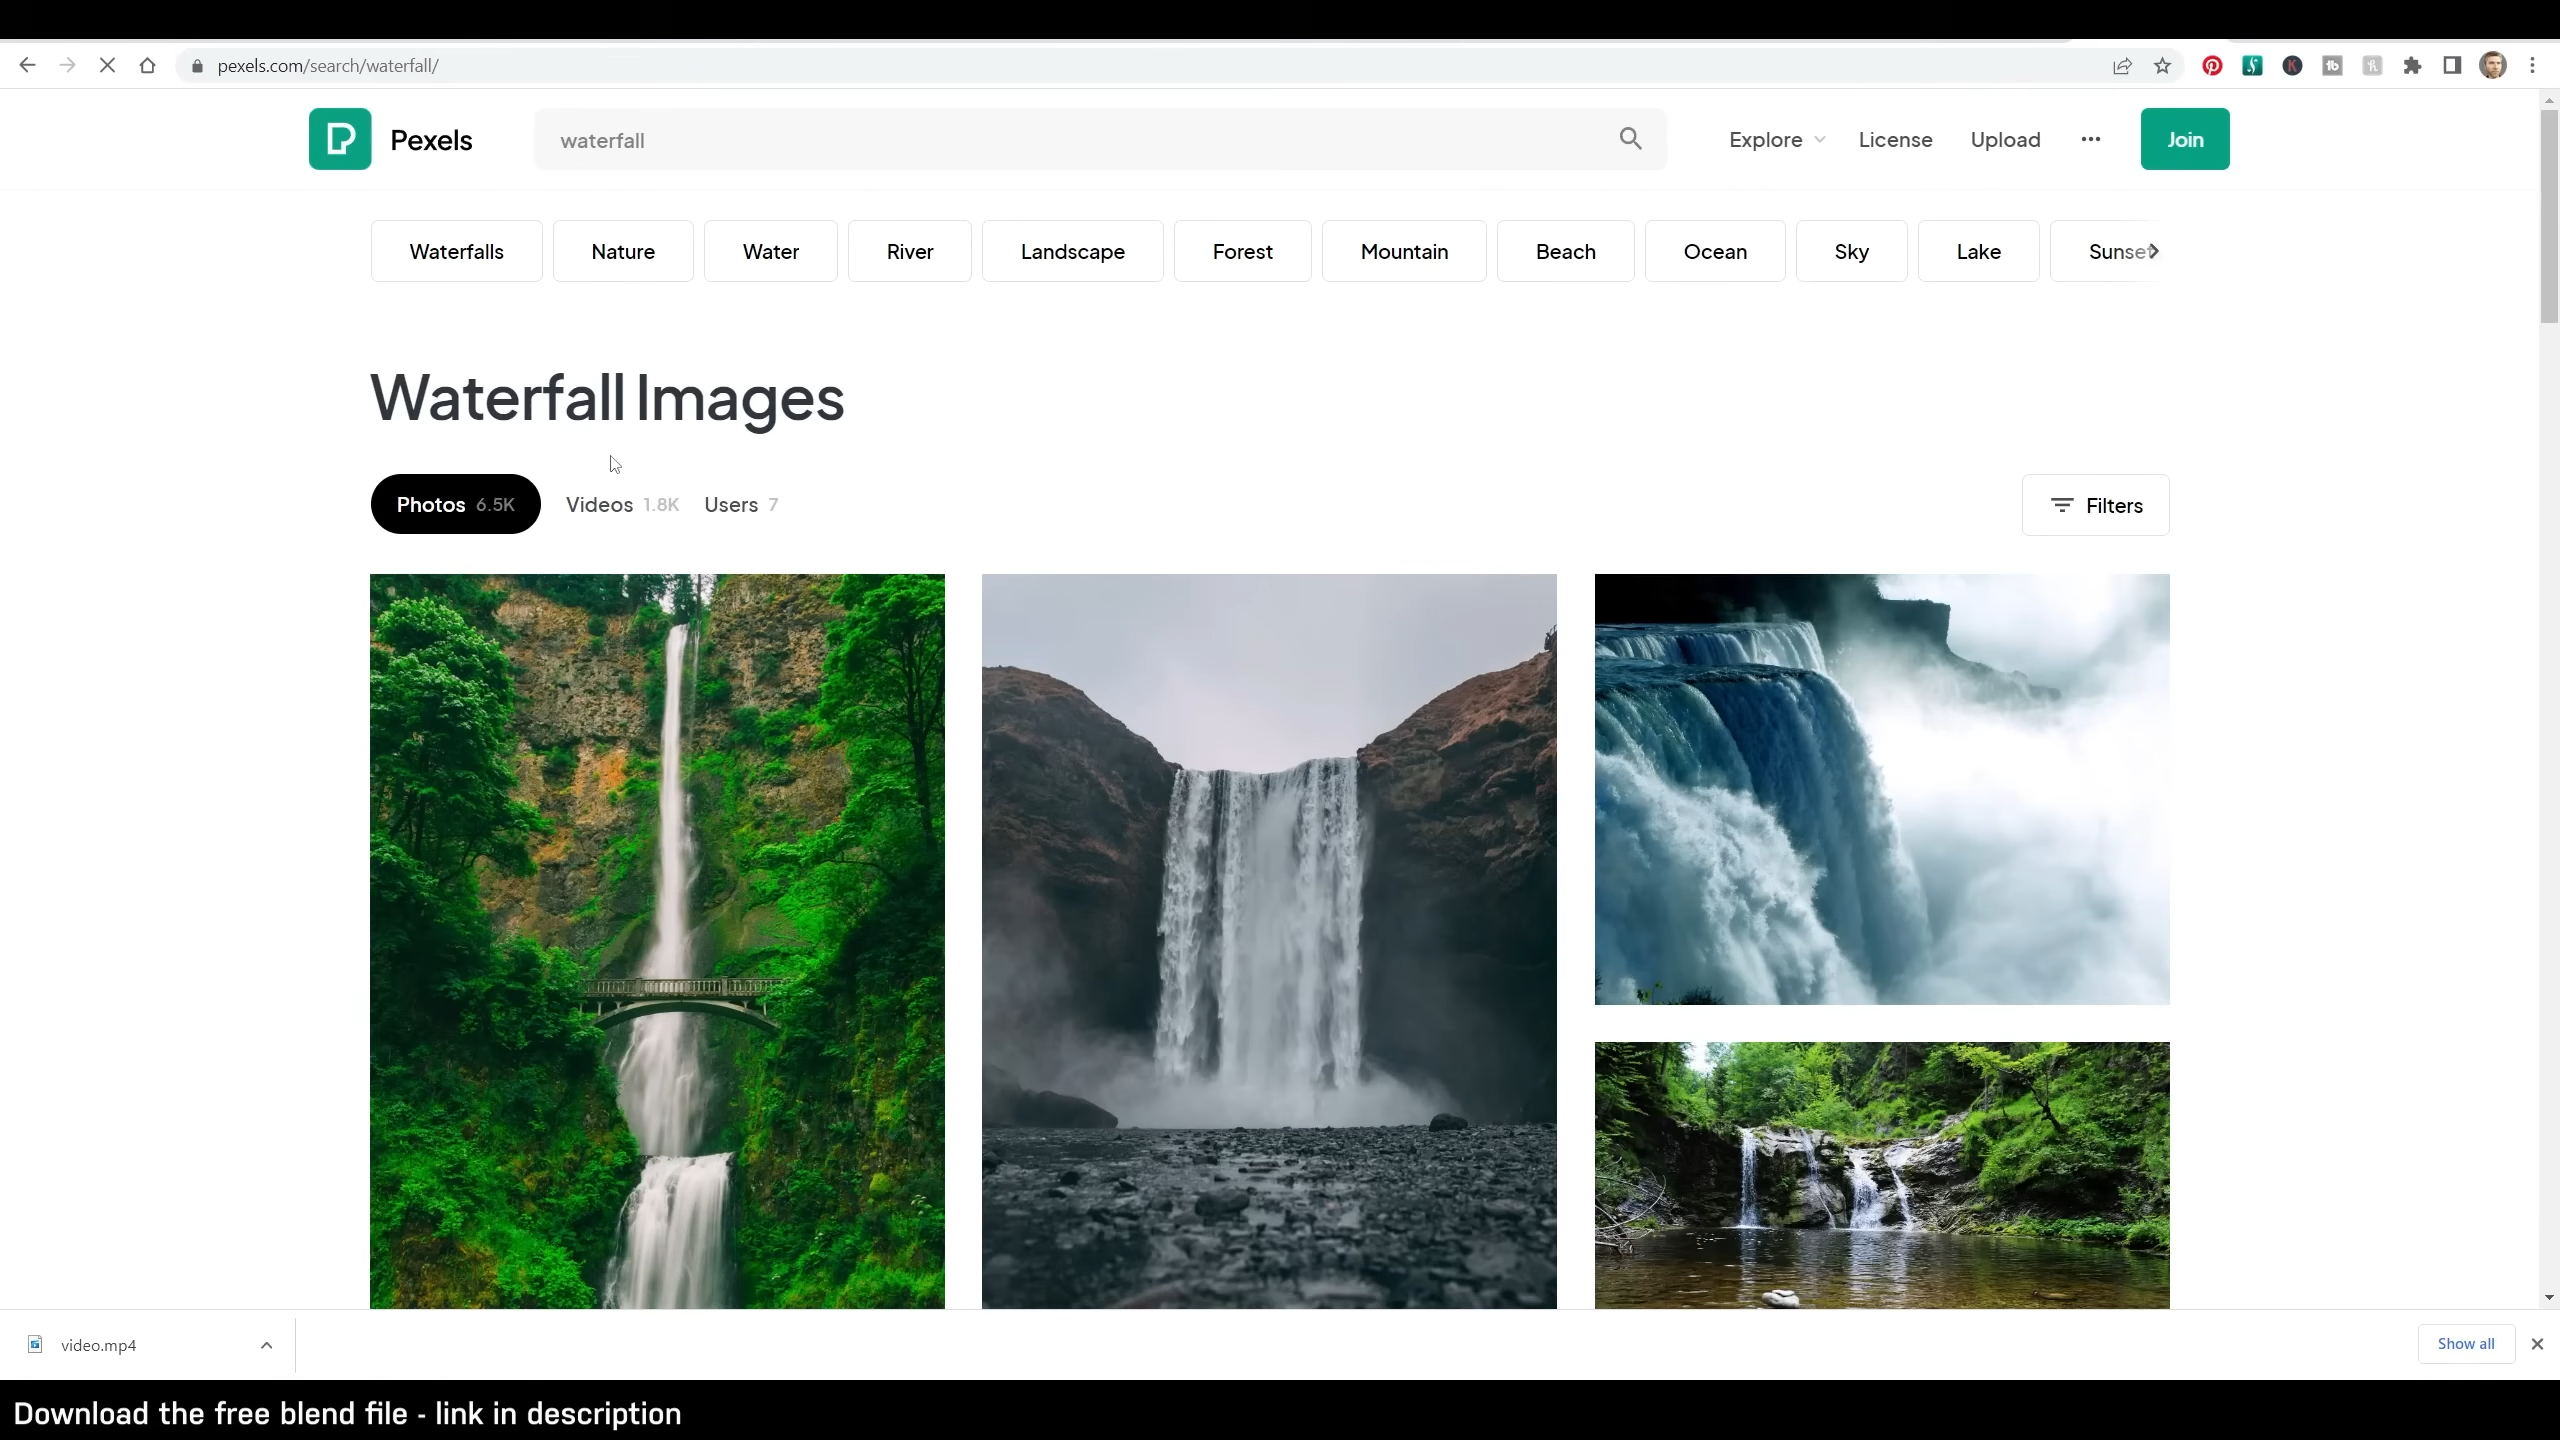 pexels.com/search/waterfall/
Pexels
waterfall
Explore
License
Upload
Join
Waterfalls
Nature
Water
River
Landscape
Forest
Mountain
Beach
Ocean
Sky
Lake
Sunset
Waterfall Images
Photos 6.5K
Videos 1.8K
Users 7
Filters
video.mp4
Show all
Download the free blend file - link in description